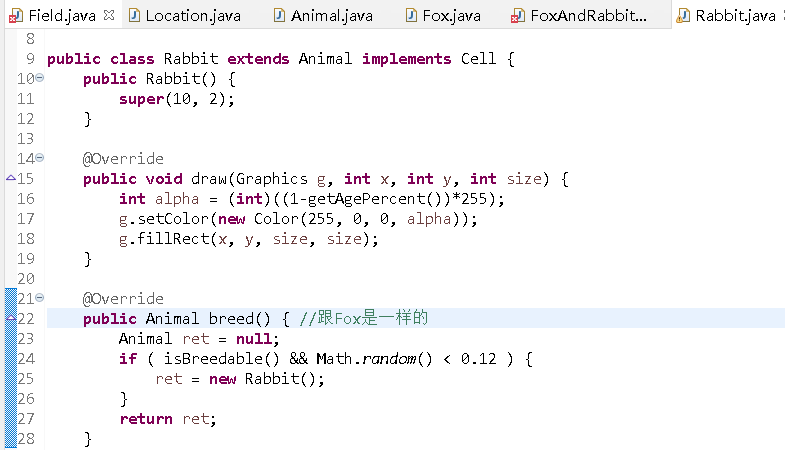 Field.java Location.java Animal.java Fox.java FoxAndRabbit... Rabbit.java
8
9 public class Rabbit extends Animal implements Cell {
10 public Rabbit() {
11 super(10, 2);
12 }
13
14 @Override
15 public void draw(Graphics g, int x, int y, int size) {
16 int alpha = (int)((1-getAgePercent())*255);
17 g.setColor(new Color(255, 0, 0, alpha));
18 g.fillRect(x, y, size, size);
19 }
20
21 @Override
22 public Animal breed() { //跟Fox是一样的
23 Animal ret = null;
24 if ( isBreedable() && Math.random() < 0.12 ) {
25 ret = new Rabbit();
26 }
27 return ret;
28 }